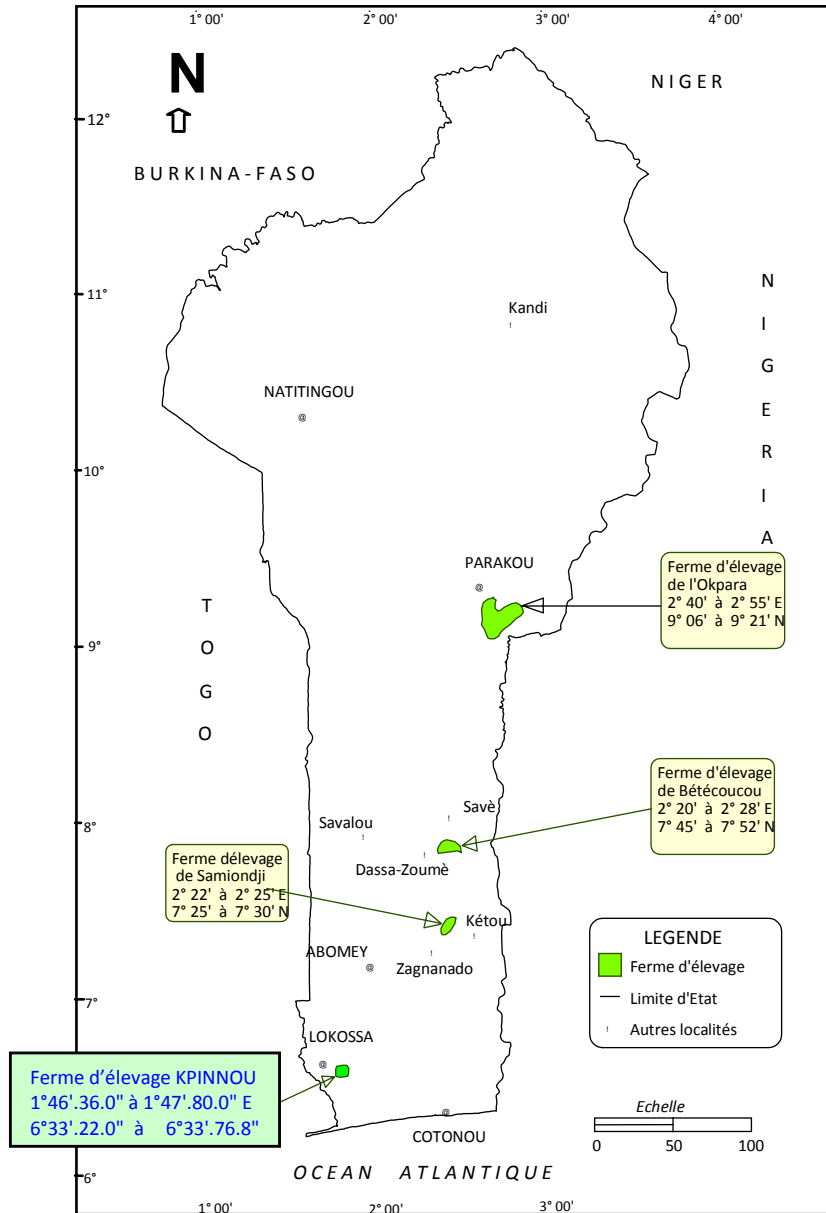 1° 00'
2° 00'
3° 00'
4° 00'
N
NIGER
12°
BURKINA-FASO
11°
NIGERIA
Kandi
!
NATITINGOU
@
10°
PARAKOU
@
Ferme d'élevage
de l'Okpara
2° 40' à 2° 55' E
9° 06' à 9° 21' N
TOGO
9°
Ferme d'élevage
de Bétécoucou
2° 20' à 2° 28' E
7° 45' à 7° 52' N
Savè
!
8°
Savalou
!
!
Dassa-Zoumè
Ferme délevage
de Samiondji
2° 22' à 2° 25' E
7° 25' à 7° 30' N
Kétou
!
ABOMEY
@
!
Zagnanado
LEGENDE
Ferme d'élevage
Limite d'Etat
! Autres localités
7°
LOKOSSA
@
Ferme d’élevage KPINNOU
1°46'.36.0" à 1°47'.80.0" E
6°33'.22.0" à 6°33'.76.8"
@
COTONOU
Echelle
0 50 100
OCEAN ATLANTIQUE
6°
1° 00'
2° 00'
3° 00'